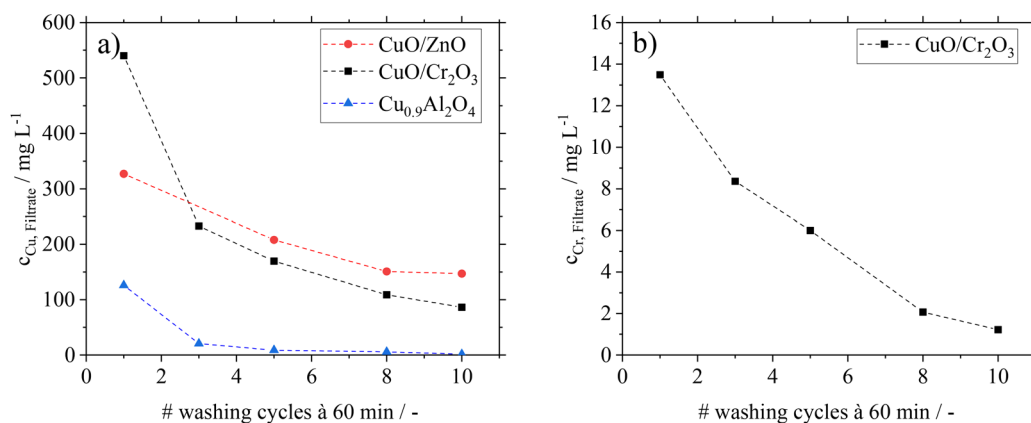 a)
CuO/ZnO
CuO/Cr₂O₃
Cu₀.₉Al₂O₄
c_Cu, Filtrate / mg L⁻¹
600
500
400
300
200
100
0
0 2 4 6 8 10
# washing cycles à 60 min / -
b)
CuO/Cr₂O₃
c_Cr, Filtrate / mg L⁻¹
16
14
12
10
8
6
4
2
0
0 2 4 6 8 10
# washing cycles à 60 min / -